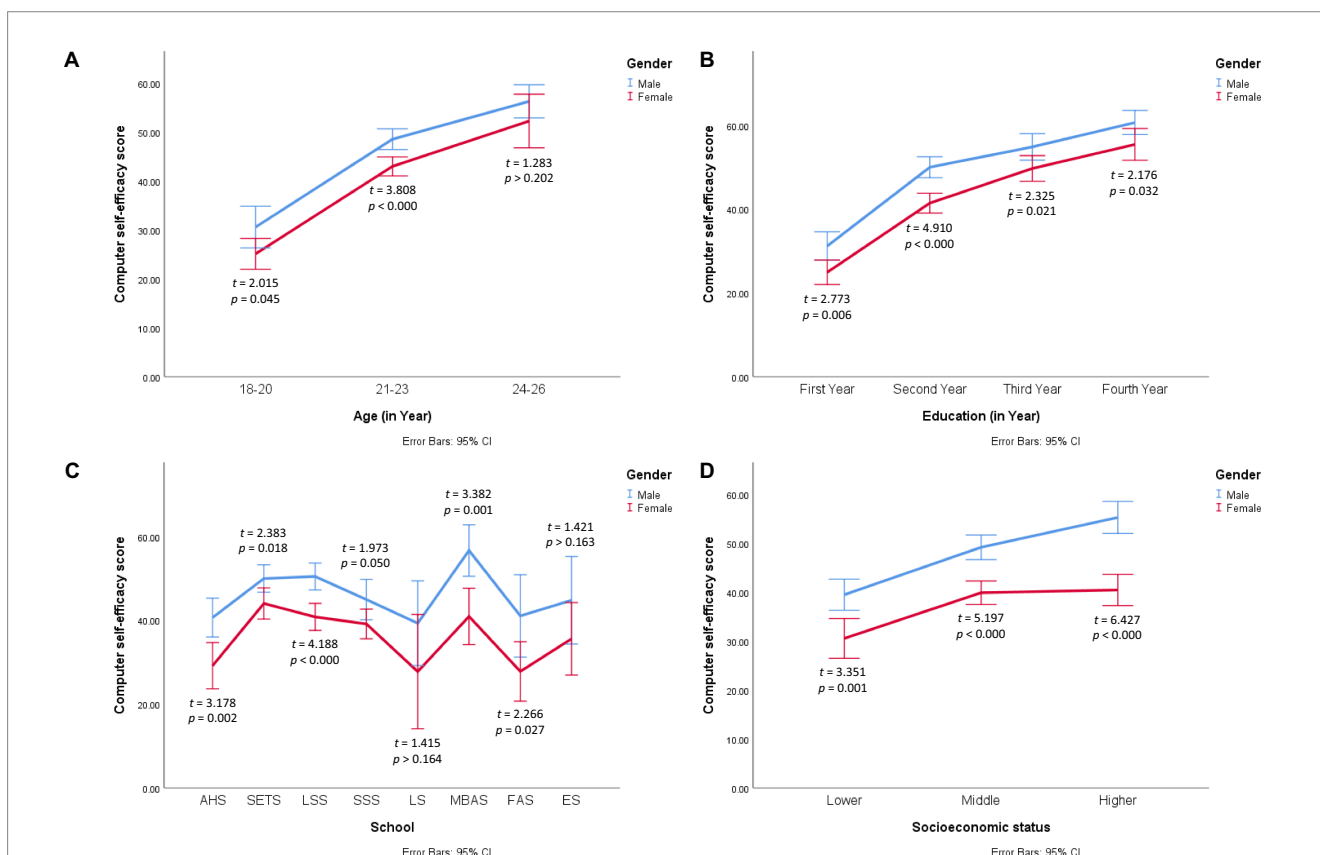 A
Gender
Male
Female
Computer self-efficacy score
60.00
50.00
40.00
30.00
20.00
10.00
0.00
t = 2.015
p = 0.045
t = 3.808
p < 0.000
t = 1.283
p > 0.202
18-20 21-23 24-26
Age (in Year)
Error Bars: 95% CI
B
Gender
Male
Female
Computer self-efficacy score
60.00
40.00
20.00
0.00
t = 2.773
p = 0.006
t = 4.910
p < 0.000
t = 2.325
p = 0.021
t = 2.176
p = 0.032
First Year Second Year Third Year Fourth Year
Education (in Year)
Error Bars: 95% CI
C
Gender
Male
Female
Computer self-efficacy score
60.00
40.00
20.00
0.00
t = 3.178
p = 0.002
t = 2.383
p = 0.018
t = 4.188
p < 0.000
t = 1.973
p = 0.050
t = 1.415
p > 0.164
t = 3.382
p = 0.001
t = 2.266
p = 0.027
t = 1.421
p > 0.163
AHS SETS LSS SSS LS MBAS FAS ES
School
Error Bars: 95% CI
D
Gender
Male
Female
Computer self-efficacy score
60.00
50.00
40.00
30.00
20.00
10.00
0.00
t = 3.351
p = 0.001
t = 5.197
p < 0.000
t = 6.427
p < 0.000
Lower Middle Higher
Socioeconomic status
Error Bars: 95% CI